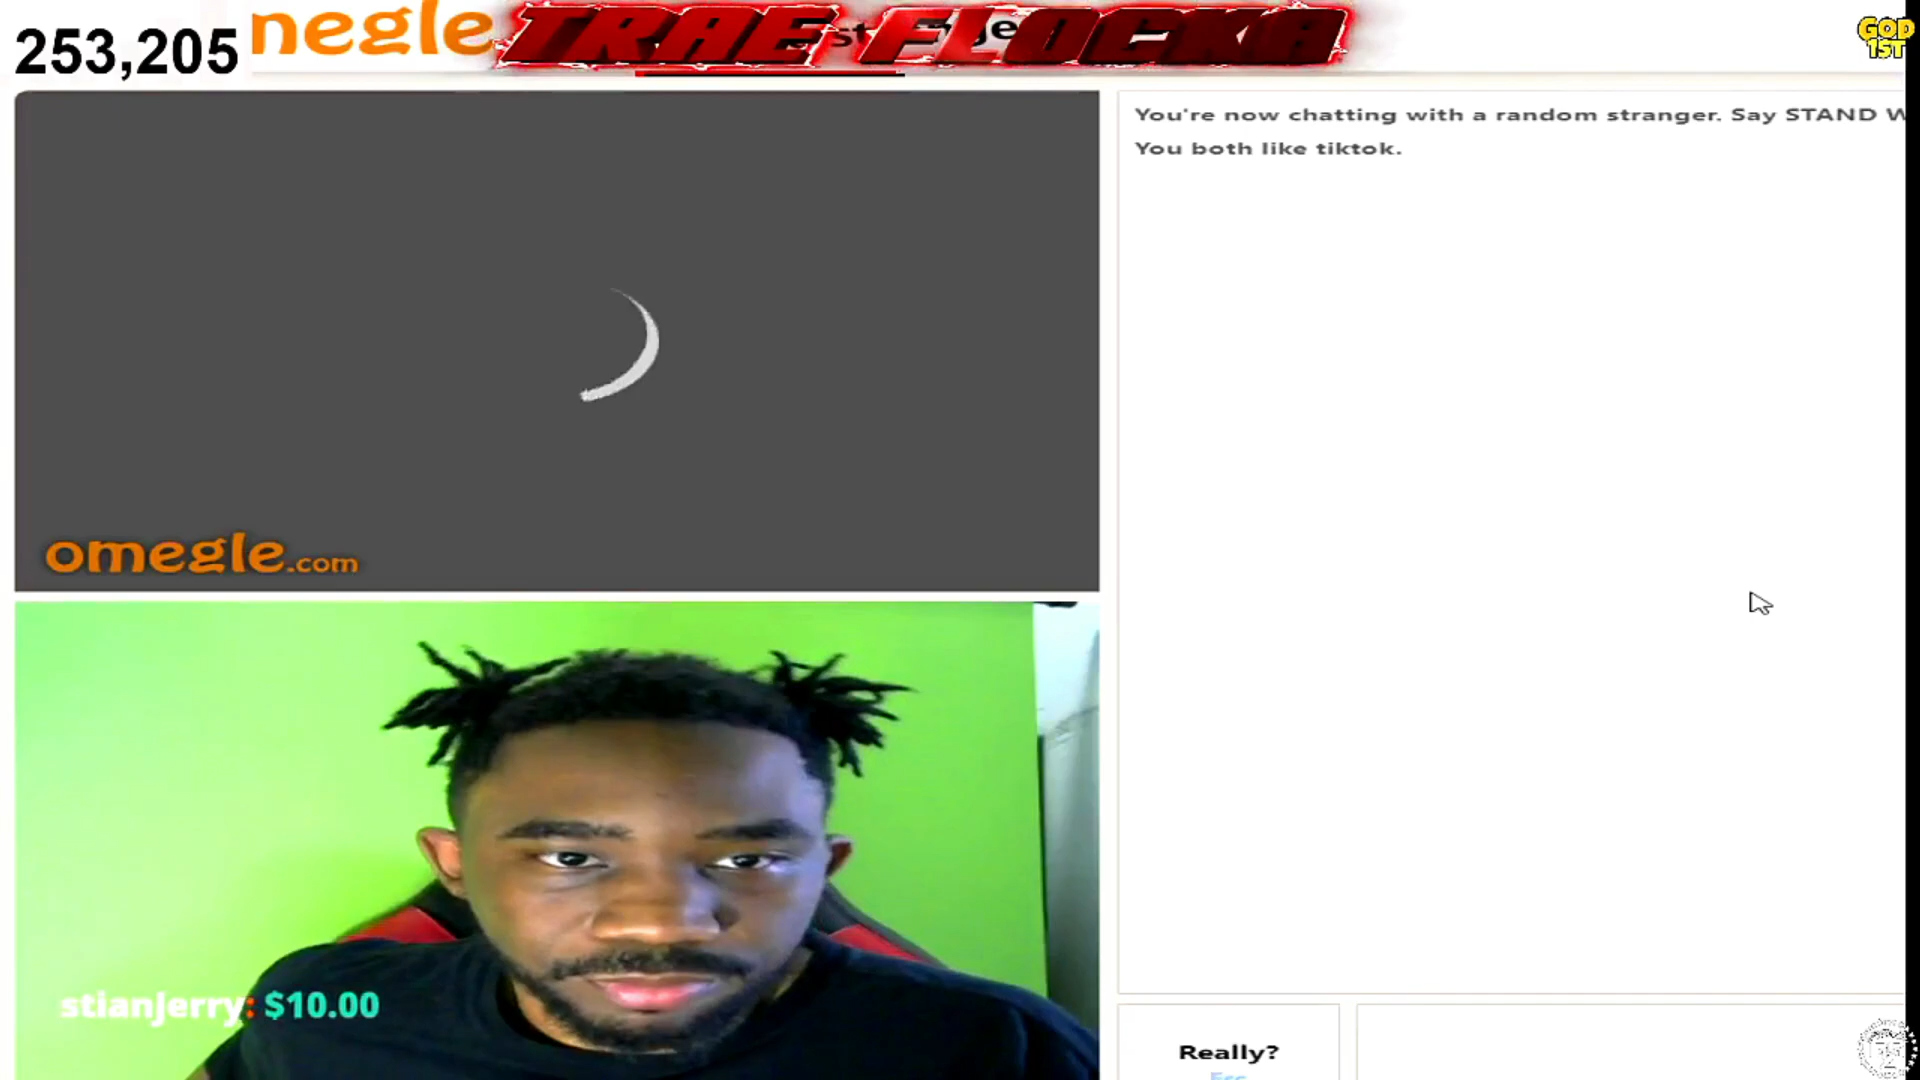 253,205
negle
TRAE FLOCKA
GOD
1ST
You're now chatting with a random stranger. Say STAND W
You both like tiktok.
omegle.com
stianJerry: $10.00
Really?
Esc